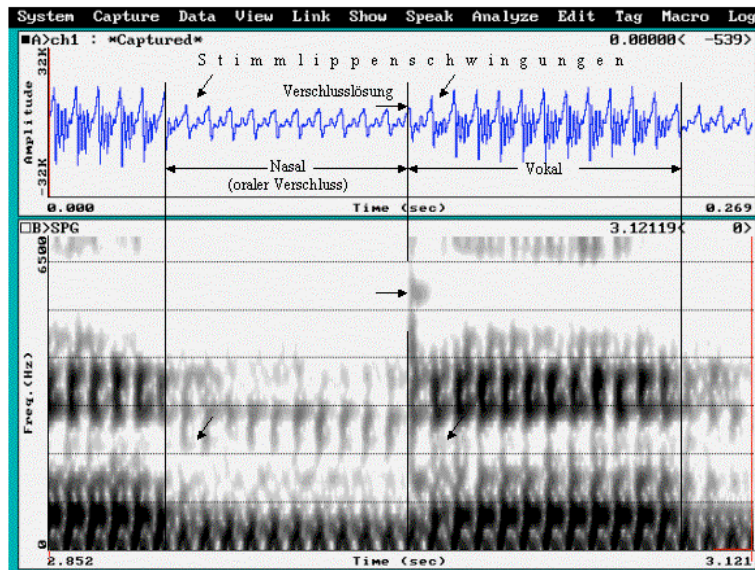 System Capture Data View Link Show Speak Analyze Edit Tag Macro Log
A>ch1 : *Captured* 0.00000< -539>
Stimmlippenschwingungen
32K
Verschlusslösung
Amplitude
Nasal
Vokal
(oraler Verschluss)
-32K
0.000 Time (sec) 0.269
B>SPG 3.12119< 0>
6500
Freq.(Hz)
0
2.852 Time (sec) 3.121